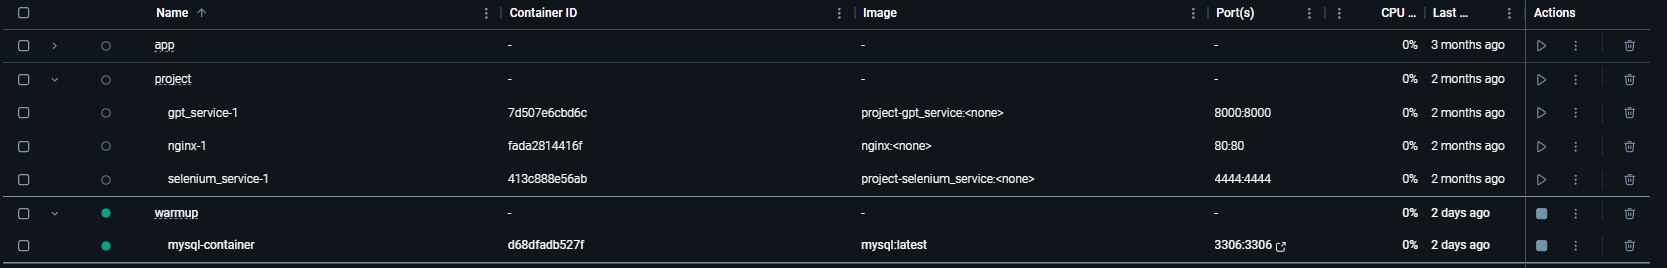 Name Container ID Image Port(s) CPU ... Last ... Actions
app - - - 0% 3 months ago
project - - - 0% 2 months ago
gpt_service-1 7d507e6cbd6c project-gpt_service:<none> 8000:8000 0% 2 months ago
nginx-1 fada2814416f nginx:<none> 80:80 0% 2 months ago
selenium_service-1 413c888e56ab project-selenium_service:<none> 4444:4444 0% 2 months ago
warmup - - - 0% 2 days ago
mysql-container d68dfadb527f mysql:latest 3306:3306 0% 2 days ago